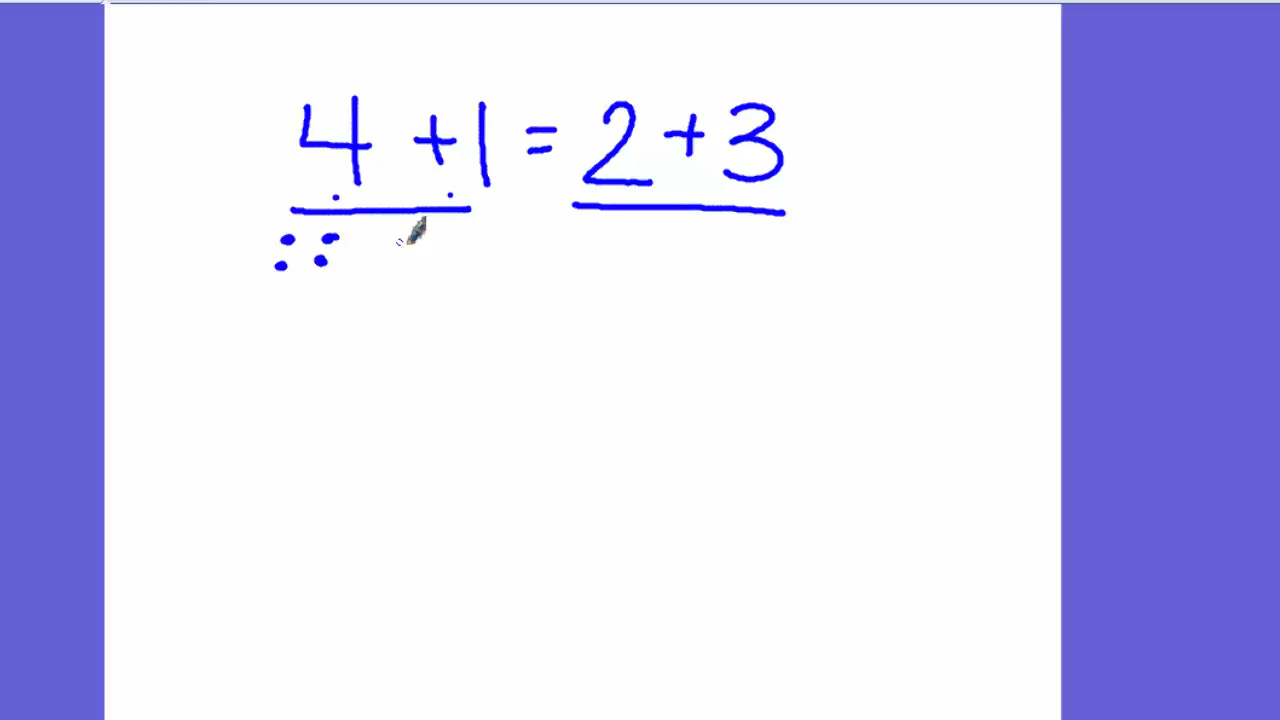 4 + 1 = 2 + 3